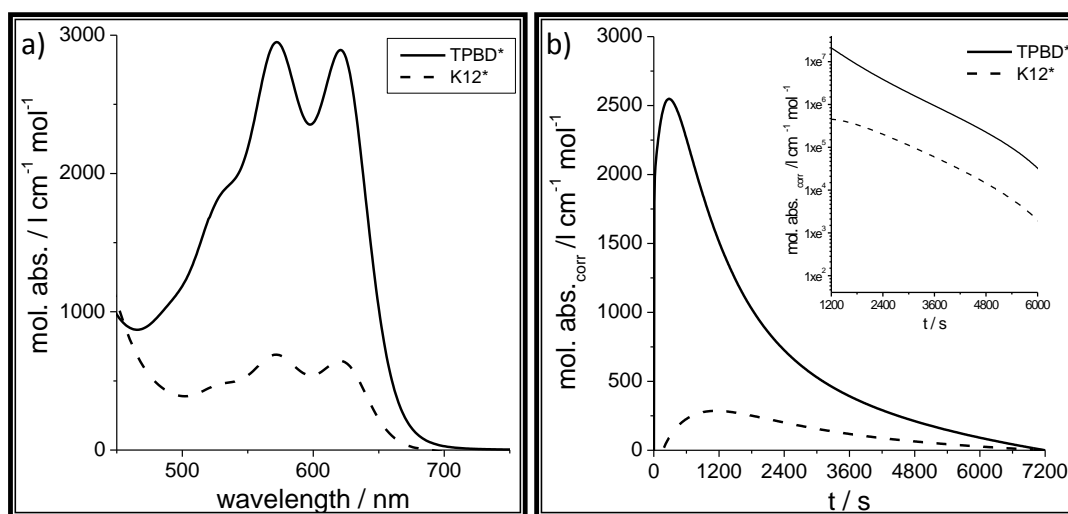 a)
3000
2000
1000
0
mol. abs. / l cm⁻¹ mol⁻¹
TPBD*
K12*
500
600
700
wavelength / nm
b)
3000
2500
2000
1500
1000
500
0
mol. abs.corr /l cm⁻¹ mol⁻¹
TPBD*
K12*
1xe⁷
1xe⁶
1xe⁵
1xe⁴
1xe³
1xe²
mol. abs.corr /l cm⁻¹ mol⁻¹
1200
2400
3600
4800
6000
t / s
0
1200
2400
3600
4800
6000
7200
t / s